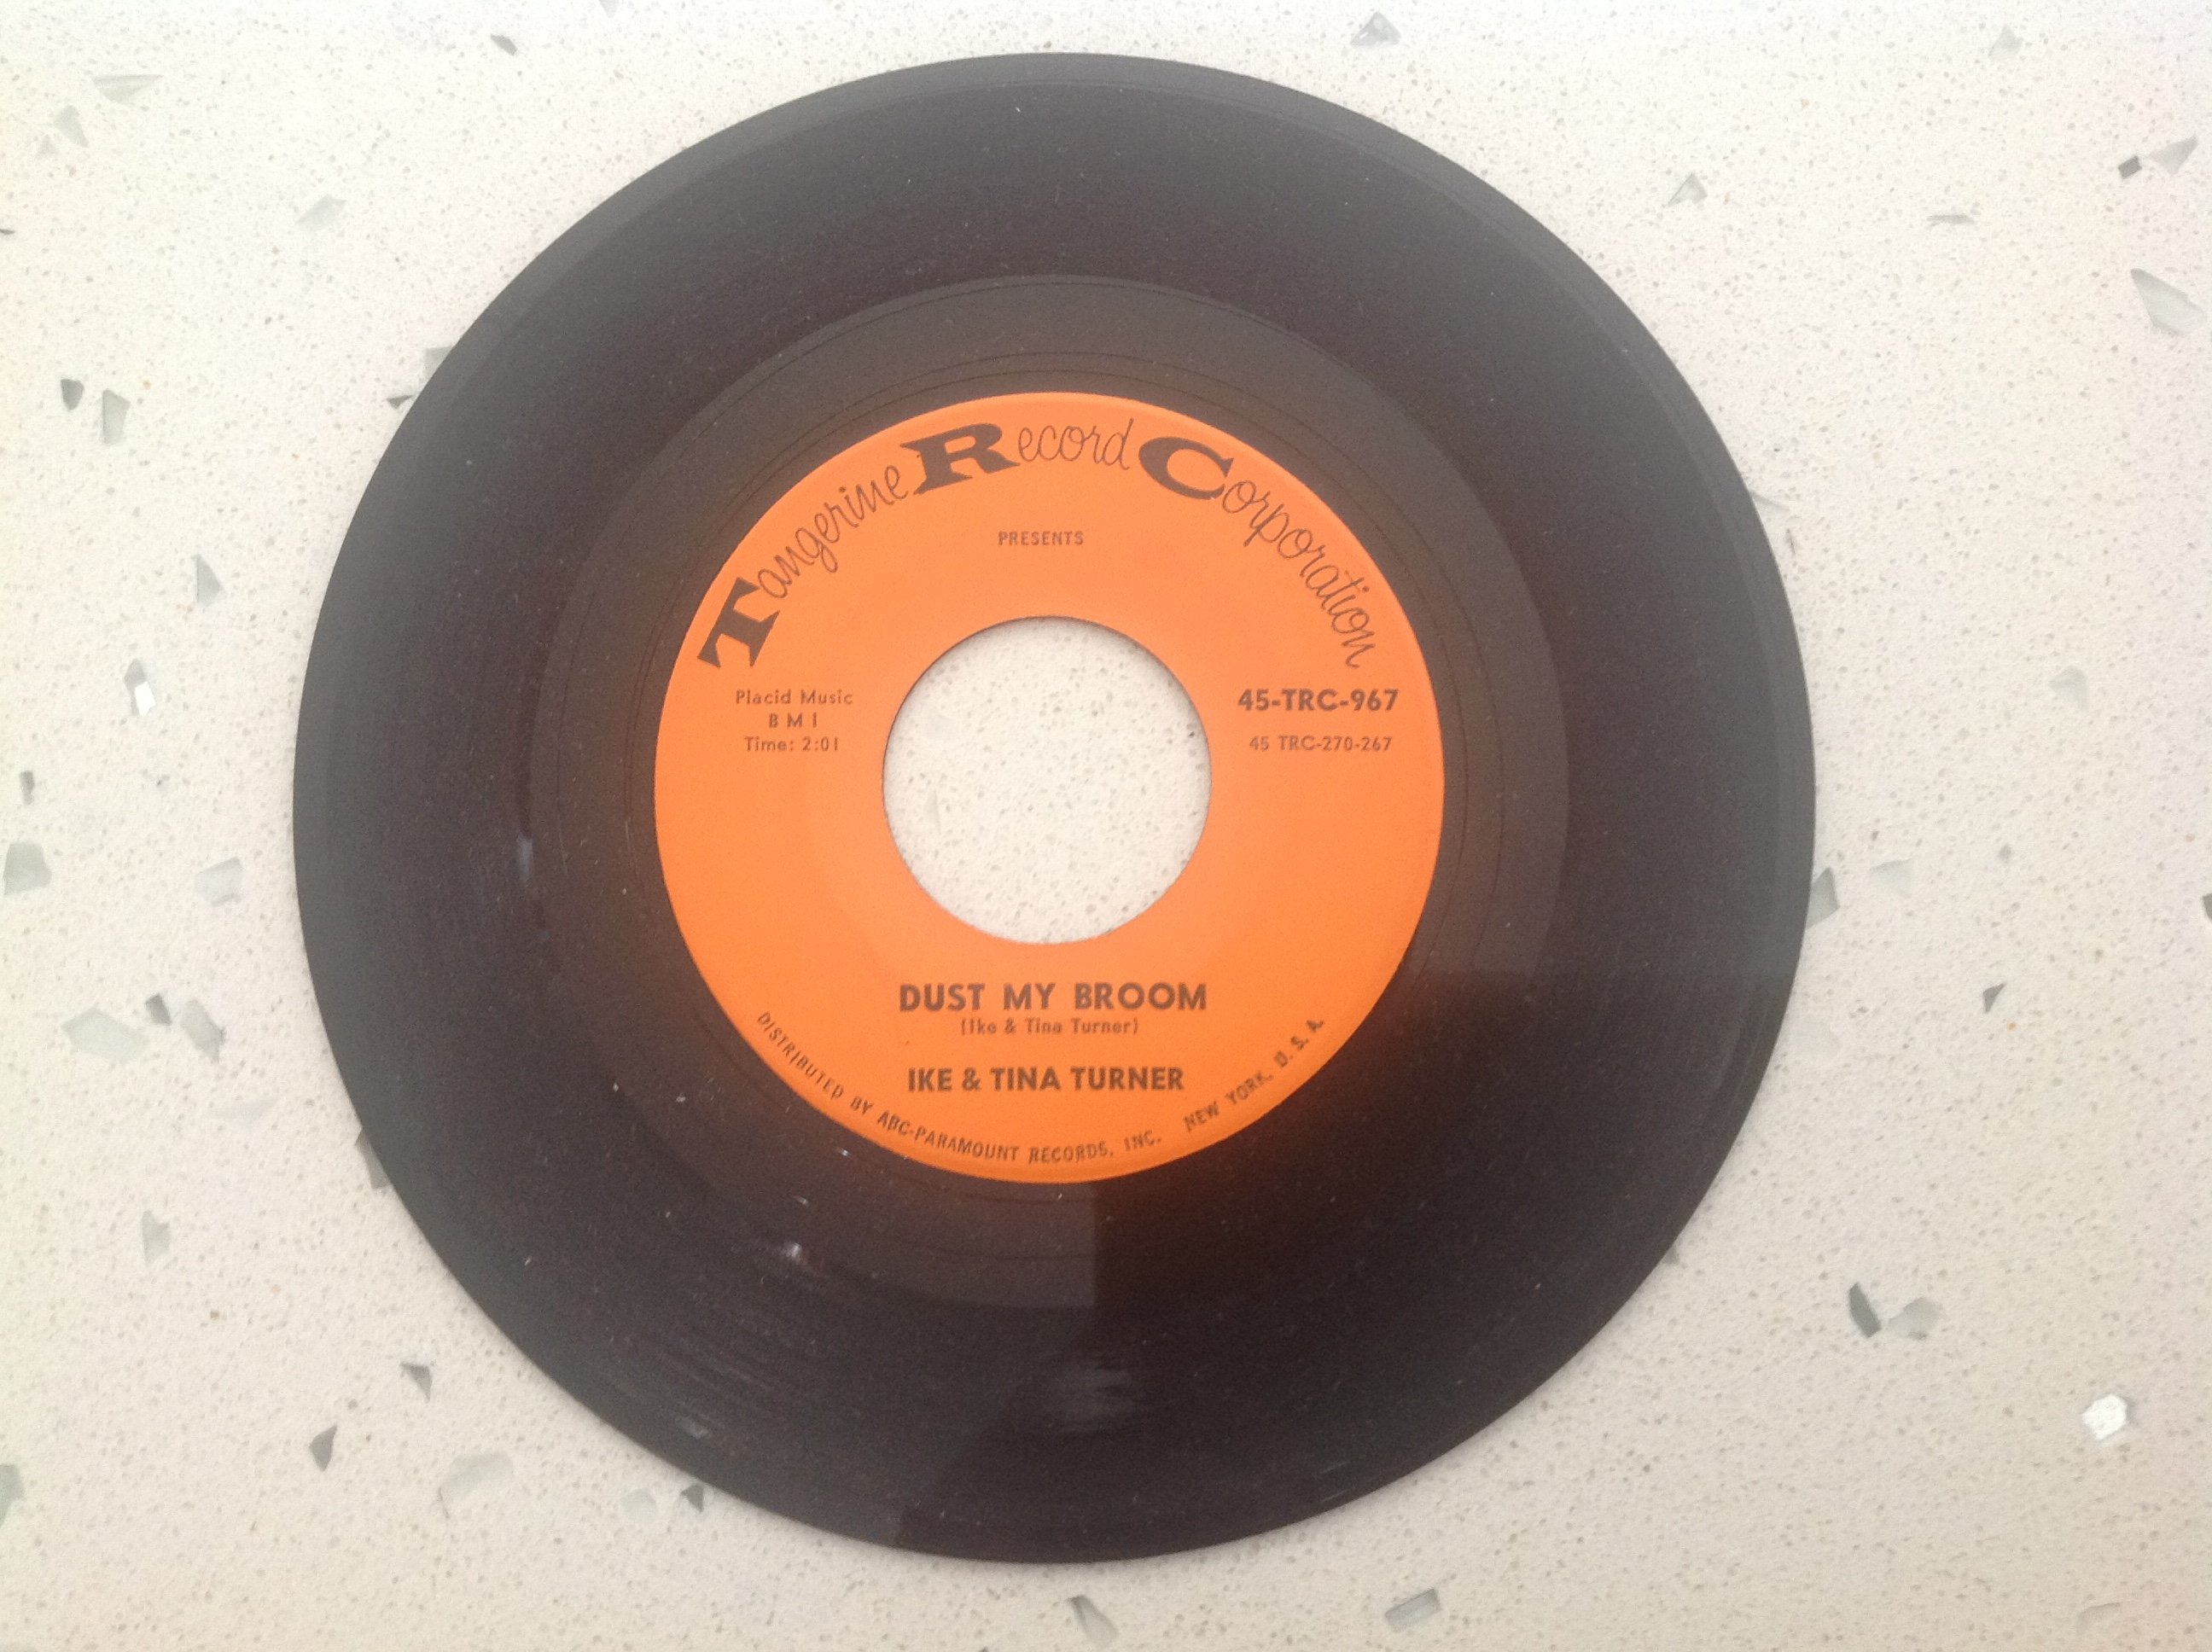 Tangerine Record Corporation
PRESENTS
Placid Music
B M I
Time: 2:01
45-TRC-967
45 TRC-270-267
DUST MY BROOM
(Ike & Tina Turner)
IKE & TINA TURNER
DISTRIBUTED BY ABC-PARAMOUNT RECORDS, INC. NEW YORK, U. S. A.